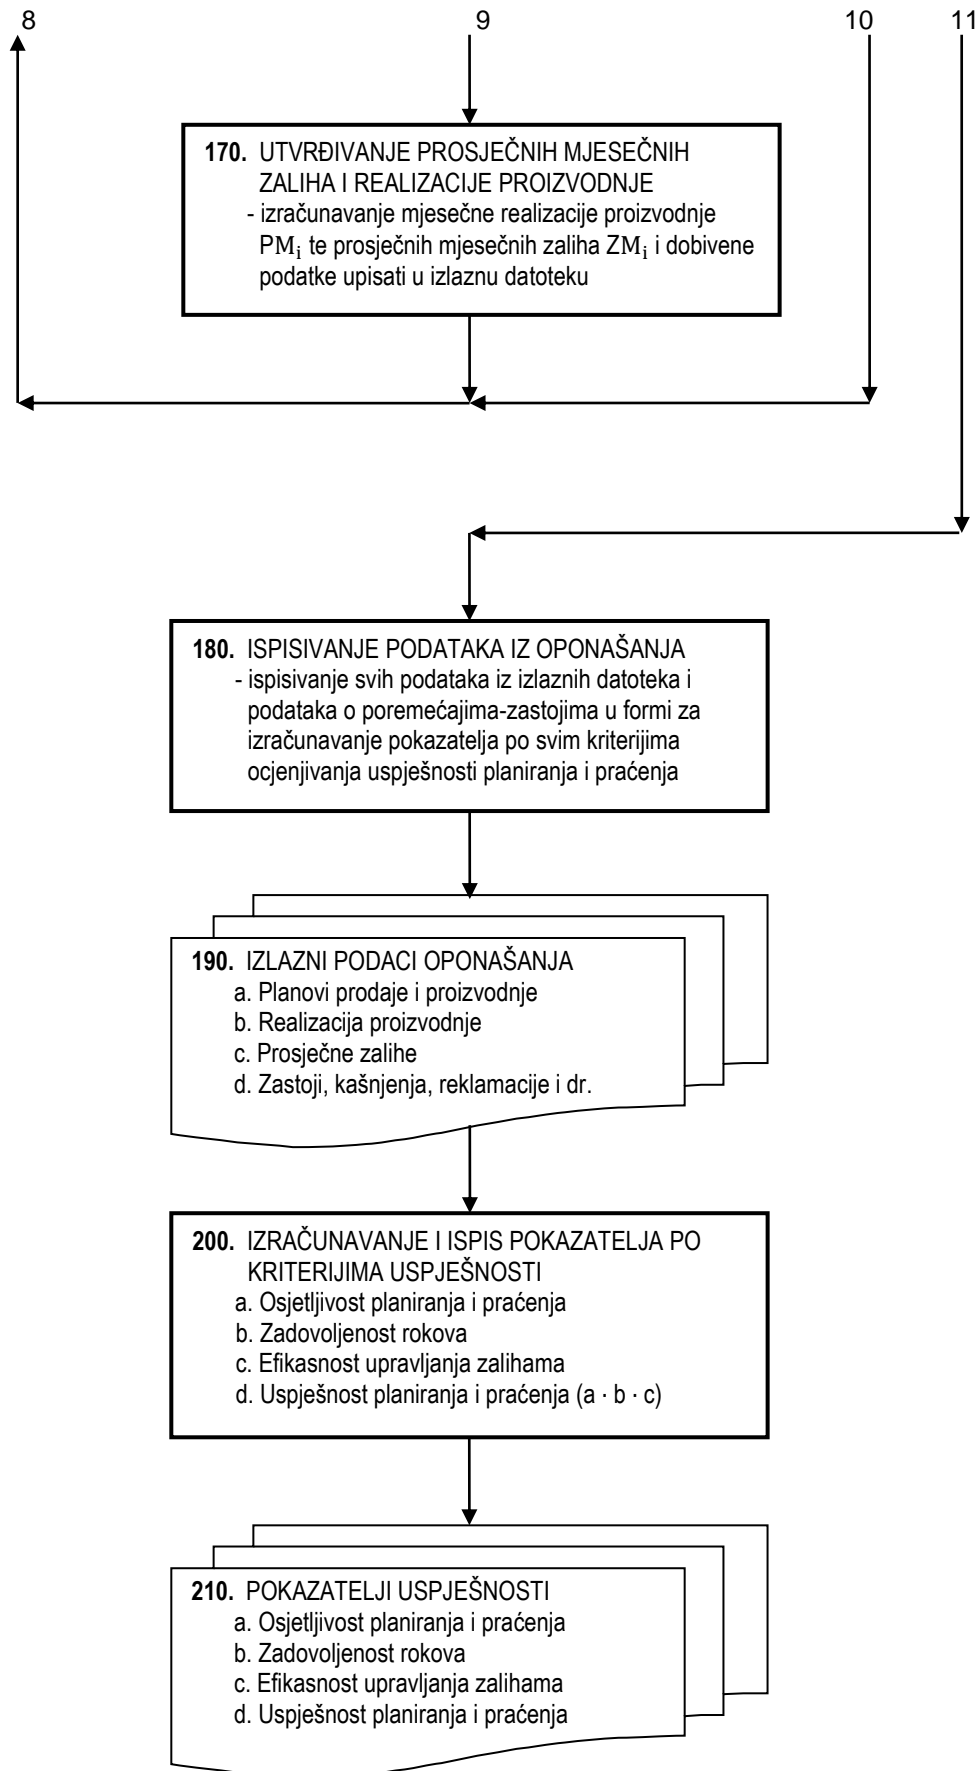 8 9 10 11
170. UTVRĐIVANJE PROSJEČNIH MJESEČNIH
ZALIHA I REALIZACIJE PROIZVODNJE
- izračunavanje mjesečne realizacije proizvodnje
PMᵢ te prosječnih mjesečnih zaliha ZMᵢ i dobivene
podatke upisati u izlaznu datoteku
180. ISPISIVANJE PODATAKA IZ OPONAŠANJA
- ispisivanje svih podataka iz izlaznih datoteka i
podataka o poremećajima-zastojima u formi za
izračunavanje pokazatelja po svim kriterijima
ocjenjivanja uspješnosti planiranja i praćenja
190. IZLAZNI PODACI OPONAŠANJA
a. Planovi prodaje i proizvodnje
b. Realizacija proizvodnje
c. Prosječne zalihe
d. Zastoji, kašnjenja, reklamacije i dr.
200. IZRAČUNAVANJE I ISPIS POKAZATELJA PO
KRITERIJIMA USPJEŠNOSTI
a. Osjetljivost planiranja i praćenja
b. Zadovoljenost rokova
c. Efikasnost upravljanja zalihama
d. Uspješnost planiranja i praćenja (a · b · c)
210. POKAZATELJI USPJEŠNOSTI
a. Osjetljivost planiranja i praćenja
b. Zadovoljenost rokova
c. Efikasnost upravljanja zalihama
d. Uspješnost planiranja i praćenja